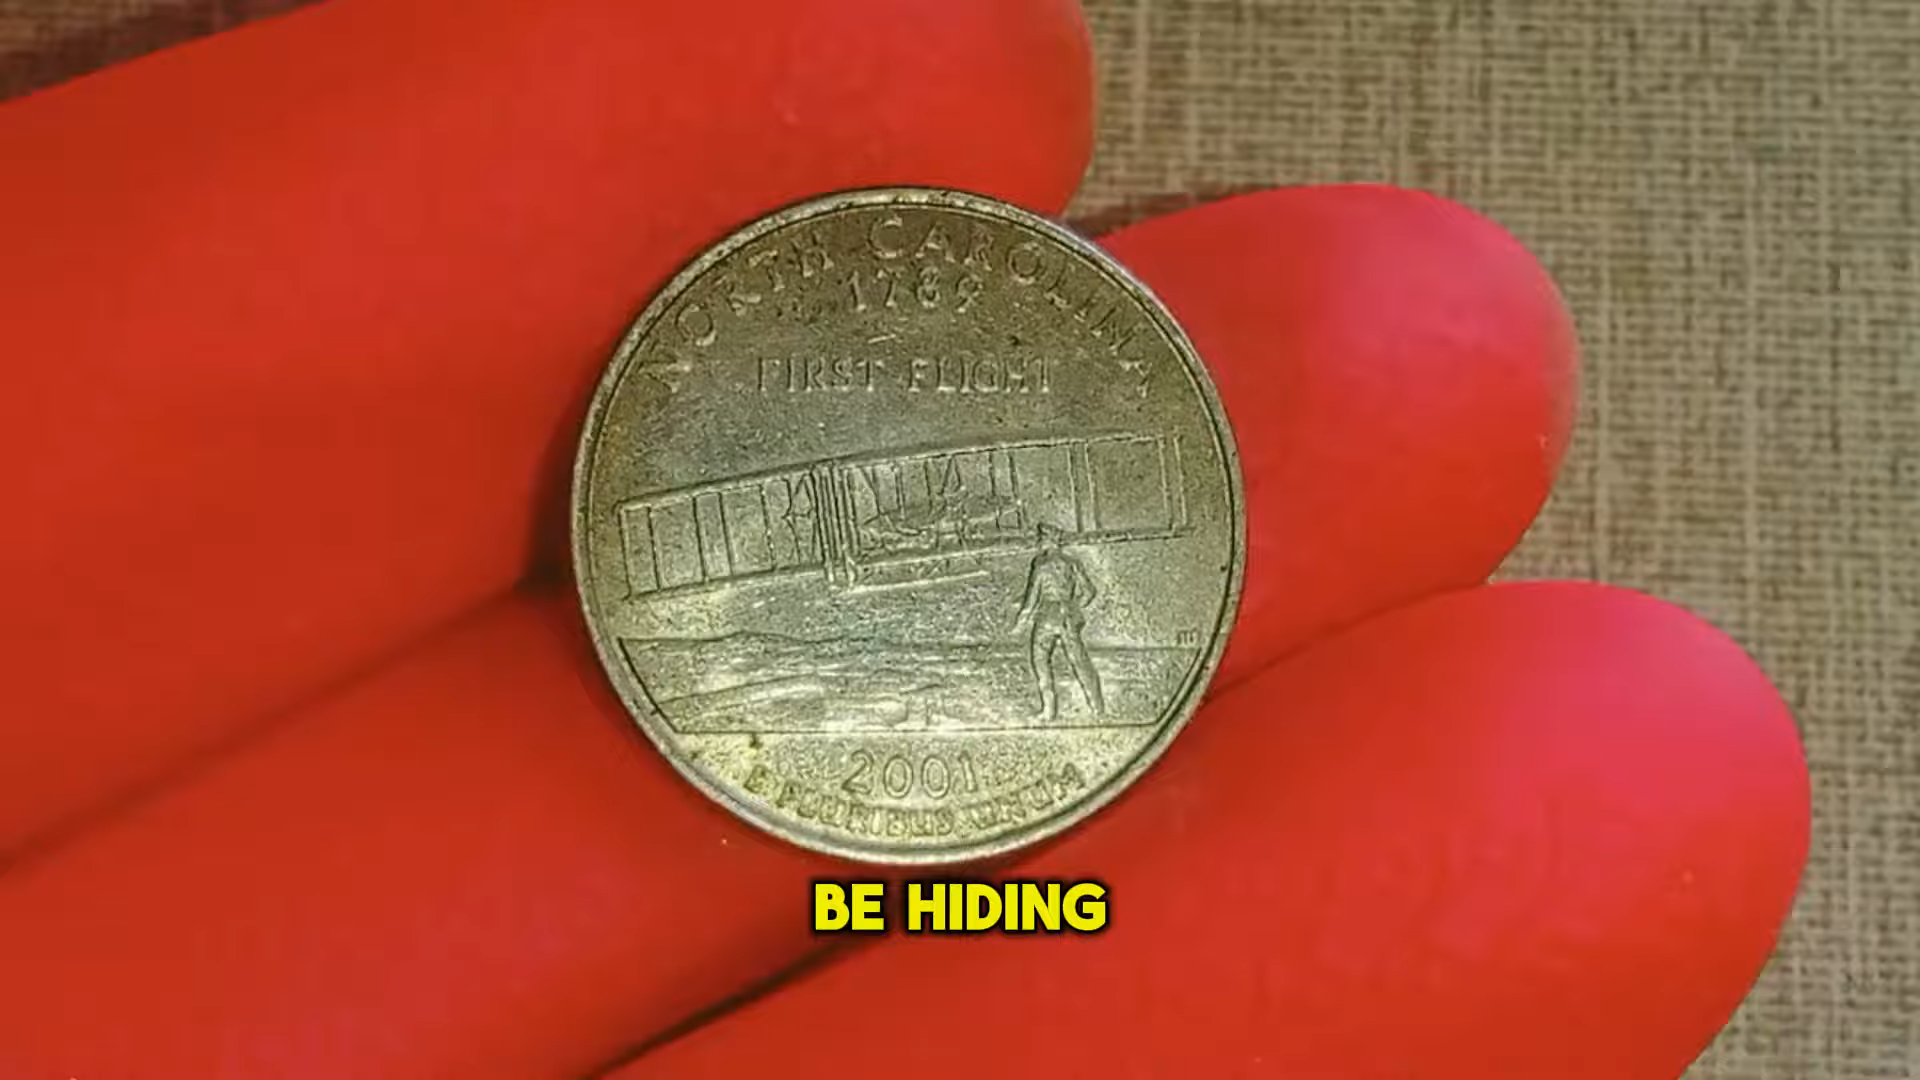 NORTH CAROLINA
1789
FIRST FLIGHT
2001
E PLURIBUS UNUM
BE HIDING